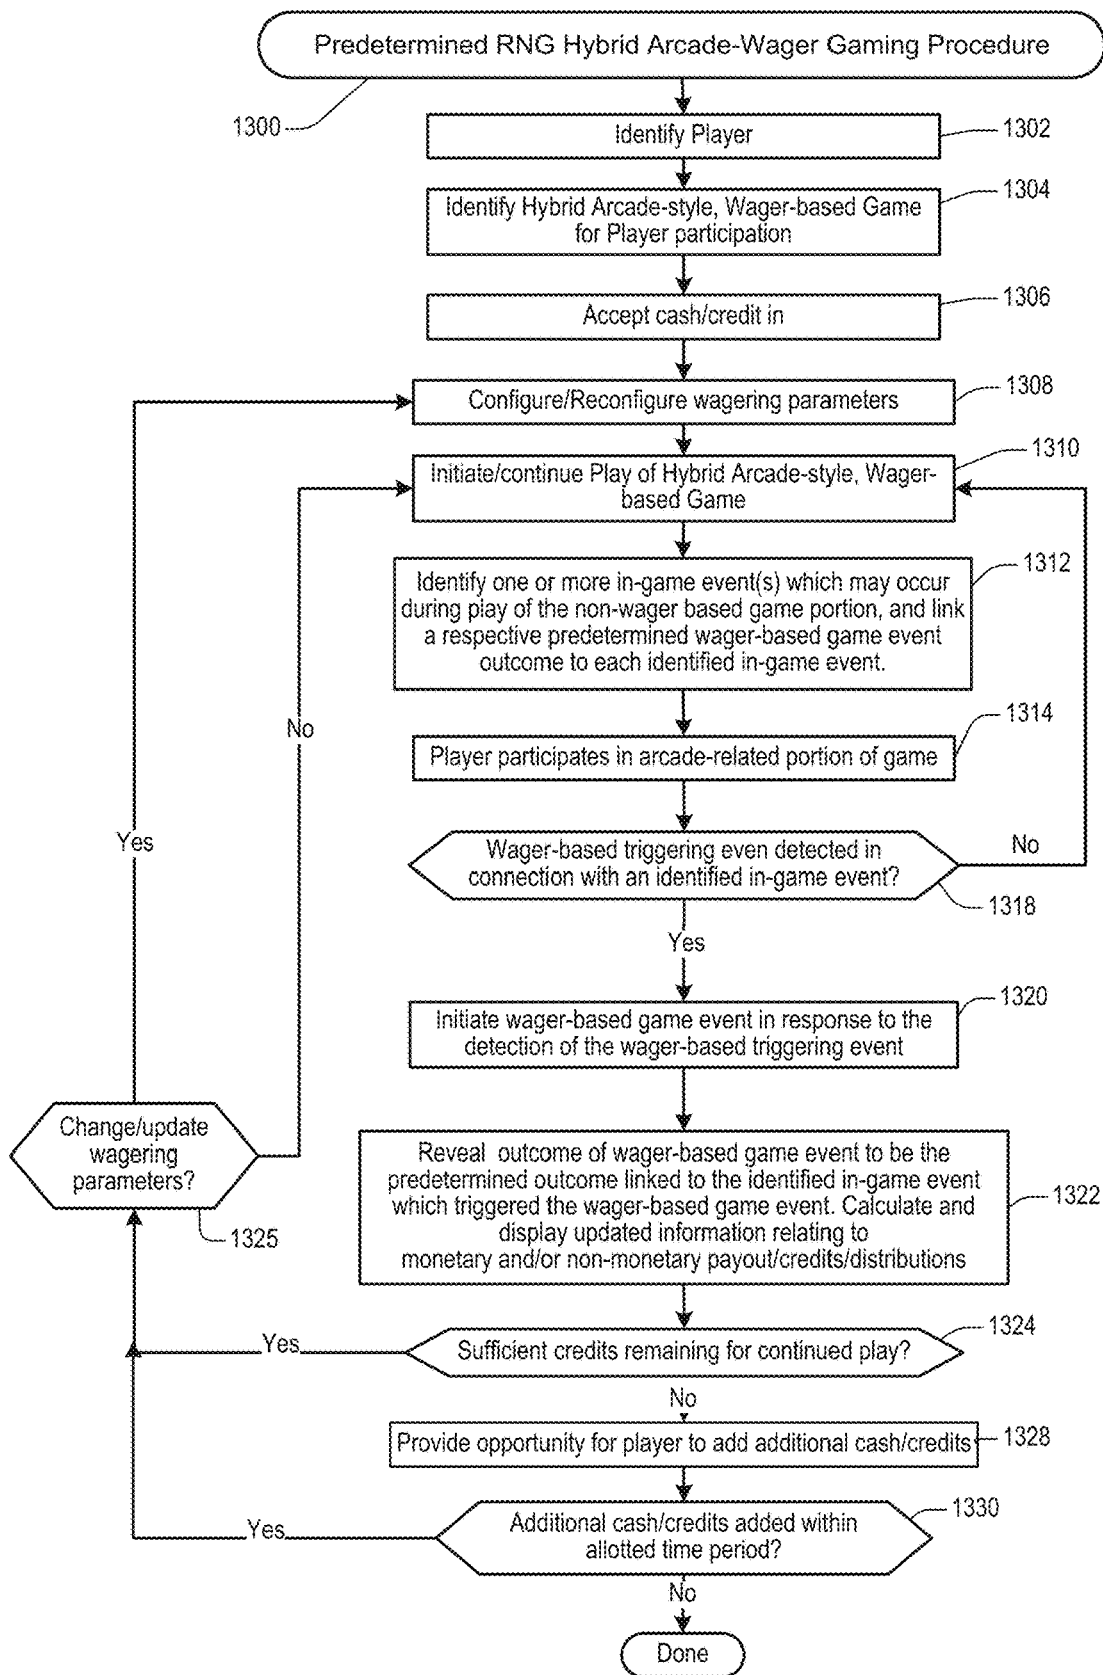 Predetermined RNG Hybrid Arcade-Wager Gaming Procedure
1300
Identify Player
1302
Identify Hybrid Arcade-style, Wager-based Game
for Player participation
1304
Accept cash/credit in
1306
Configure/Reconfigure wagering parameters
1308
Initiate/continue Play of Hybrid Arcade-style, Wager-
based Game
1310
Identify one or more in-game event(s) which may occur
during play of the non-wager based game portion, and link
a respective predetermined wager-based game event
outcome to each identified in-game event.
1312
Player participates in arcade-related portion of game
1314
Wager-based triggering even detected in
connection with an identified in-game event?
1318
No
Yes
Initiate wager-based game event in response to the
detection of the wager-based triggering event
1320
Reveal outcome of wager-based game event to be the
predetermined outcome linked to the identified in-game event
which triggered the wager-based game event. Calculate and
display updated information relating to
monetary and/or non-monetary payout/credits/distributions
1322
Sufficient credits remaining for continued play?
1324
Yes
No
Change/update
wagering
parameters?
1325
Yes
No
Provide opportunity for player to add additional cash/credits
1328
Additional cash/credits added within
allotted time period?
1330
Yes
No
Done